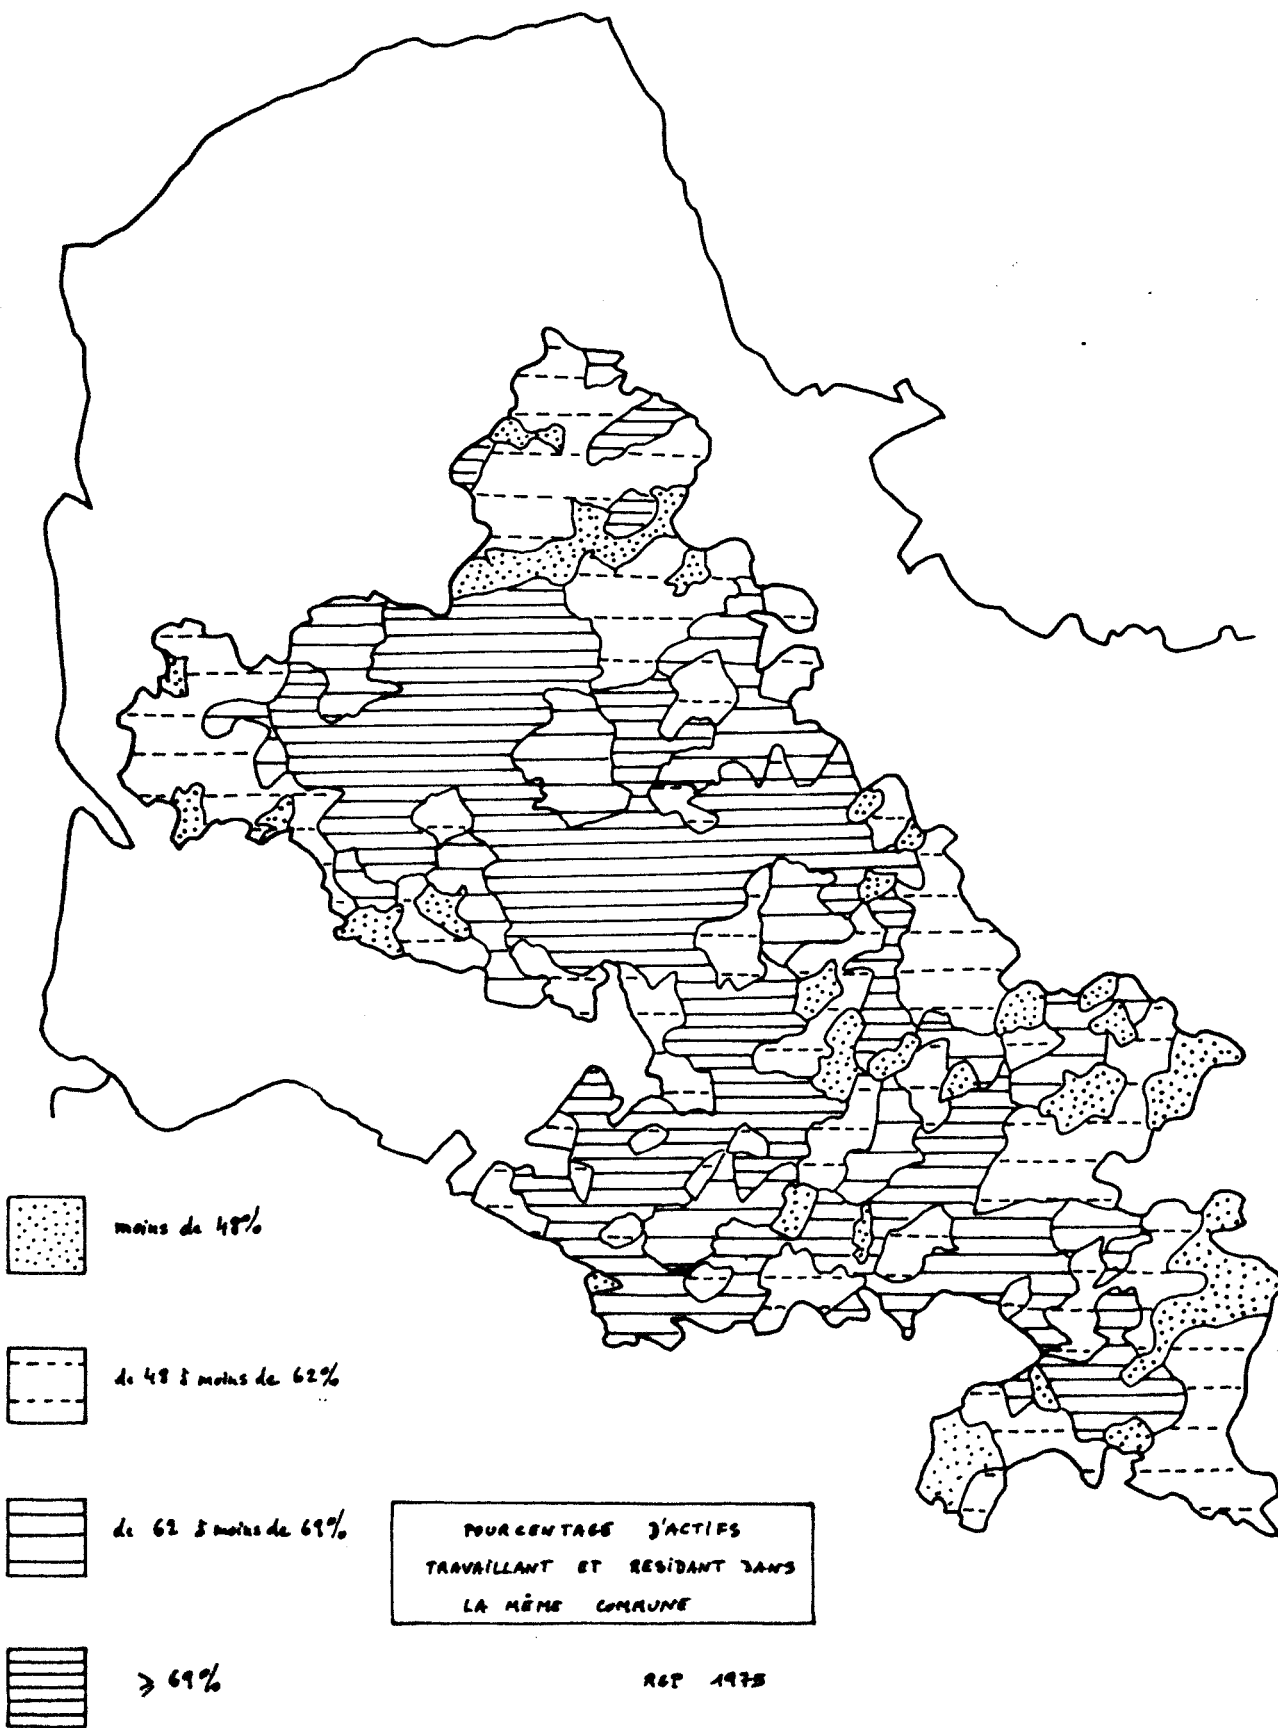 moins de 48%
de 48 à moins de 62%
de 62 à moins de 69%
POURCENTAGE D'ACTIFS
TRAVAILLANT ET RESIDANT DANS
LA MÊME COMMUNE
≥ 69%
RGP 1975